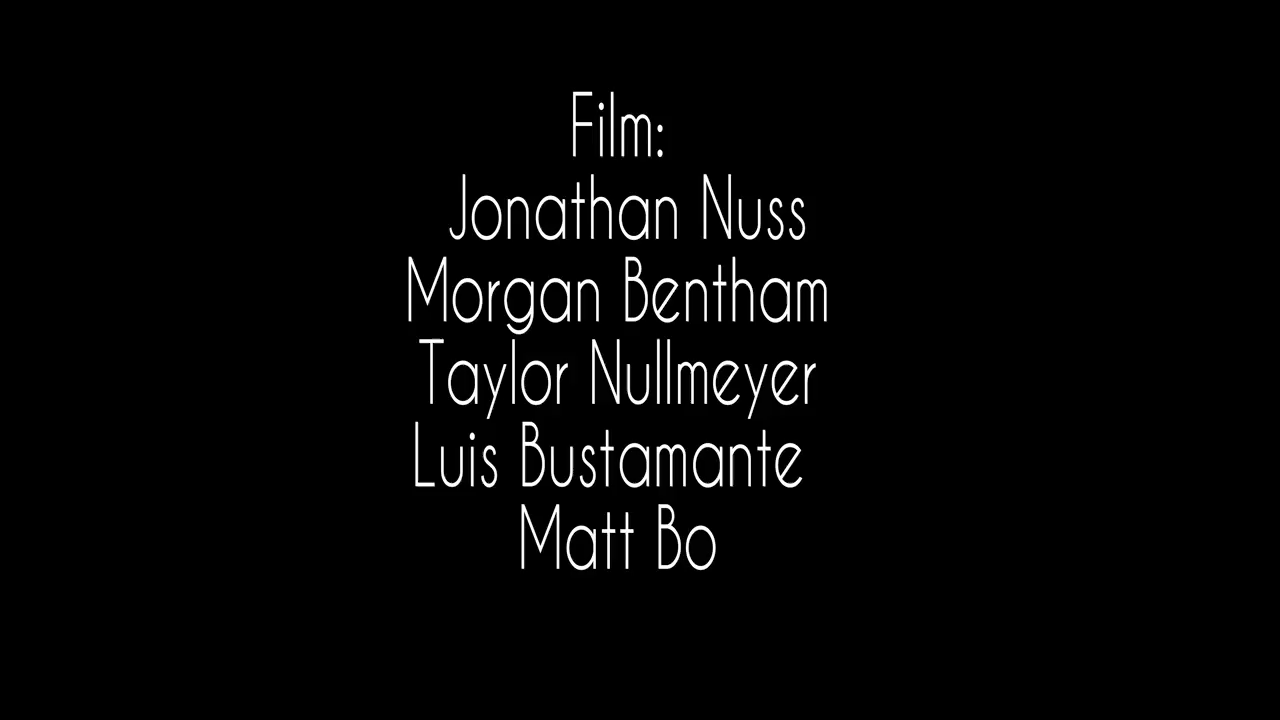 Film:
Jonathan Nuss
Morgan Bentham
Taylor Nullmeyer
Luis Bustamante
Matt Bo